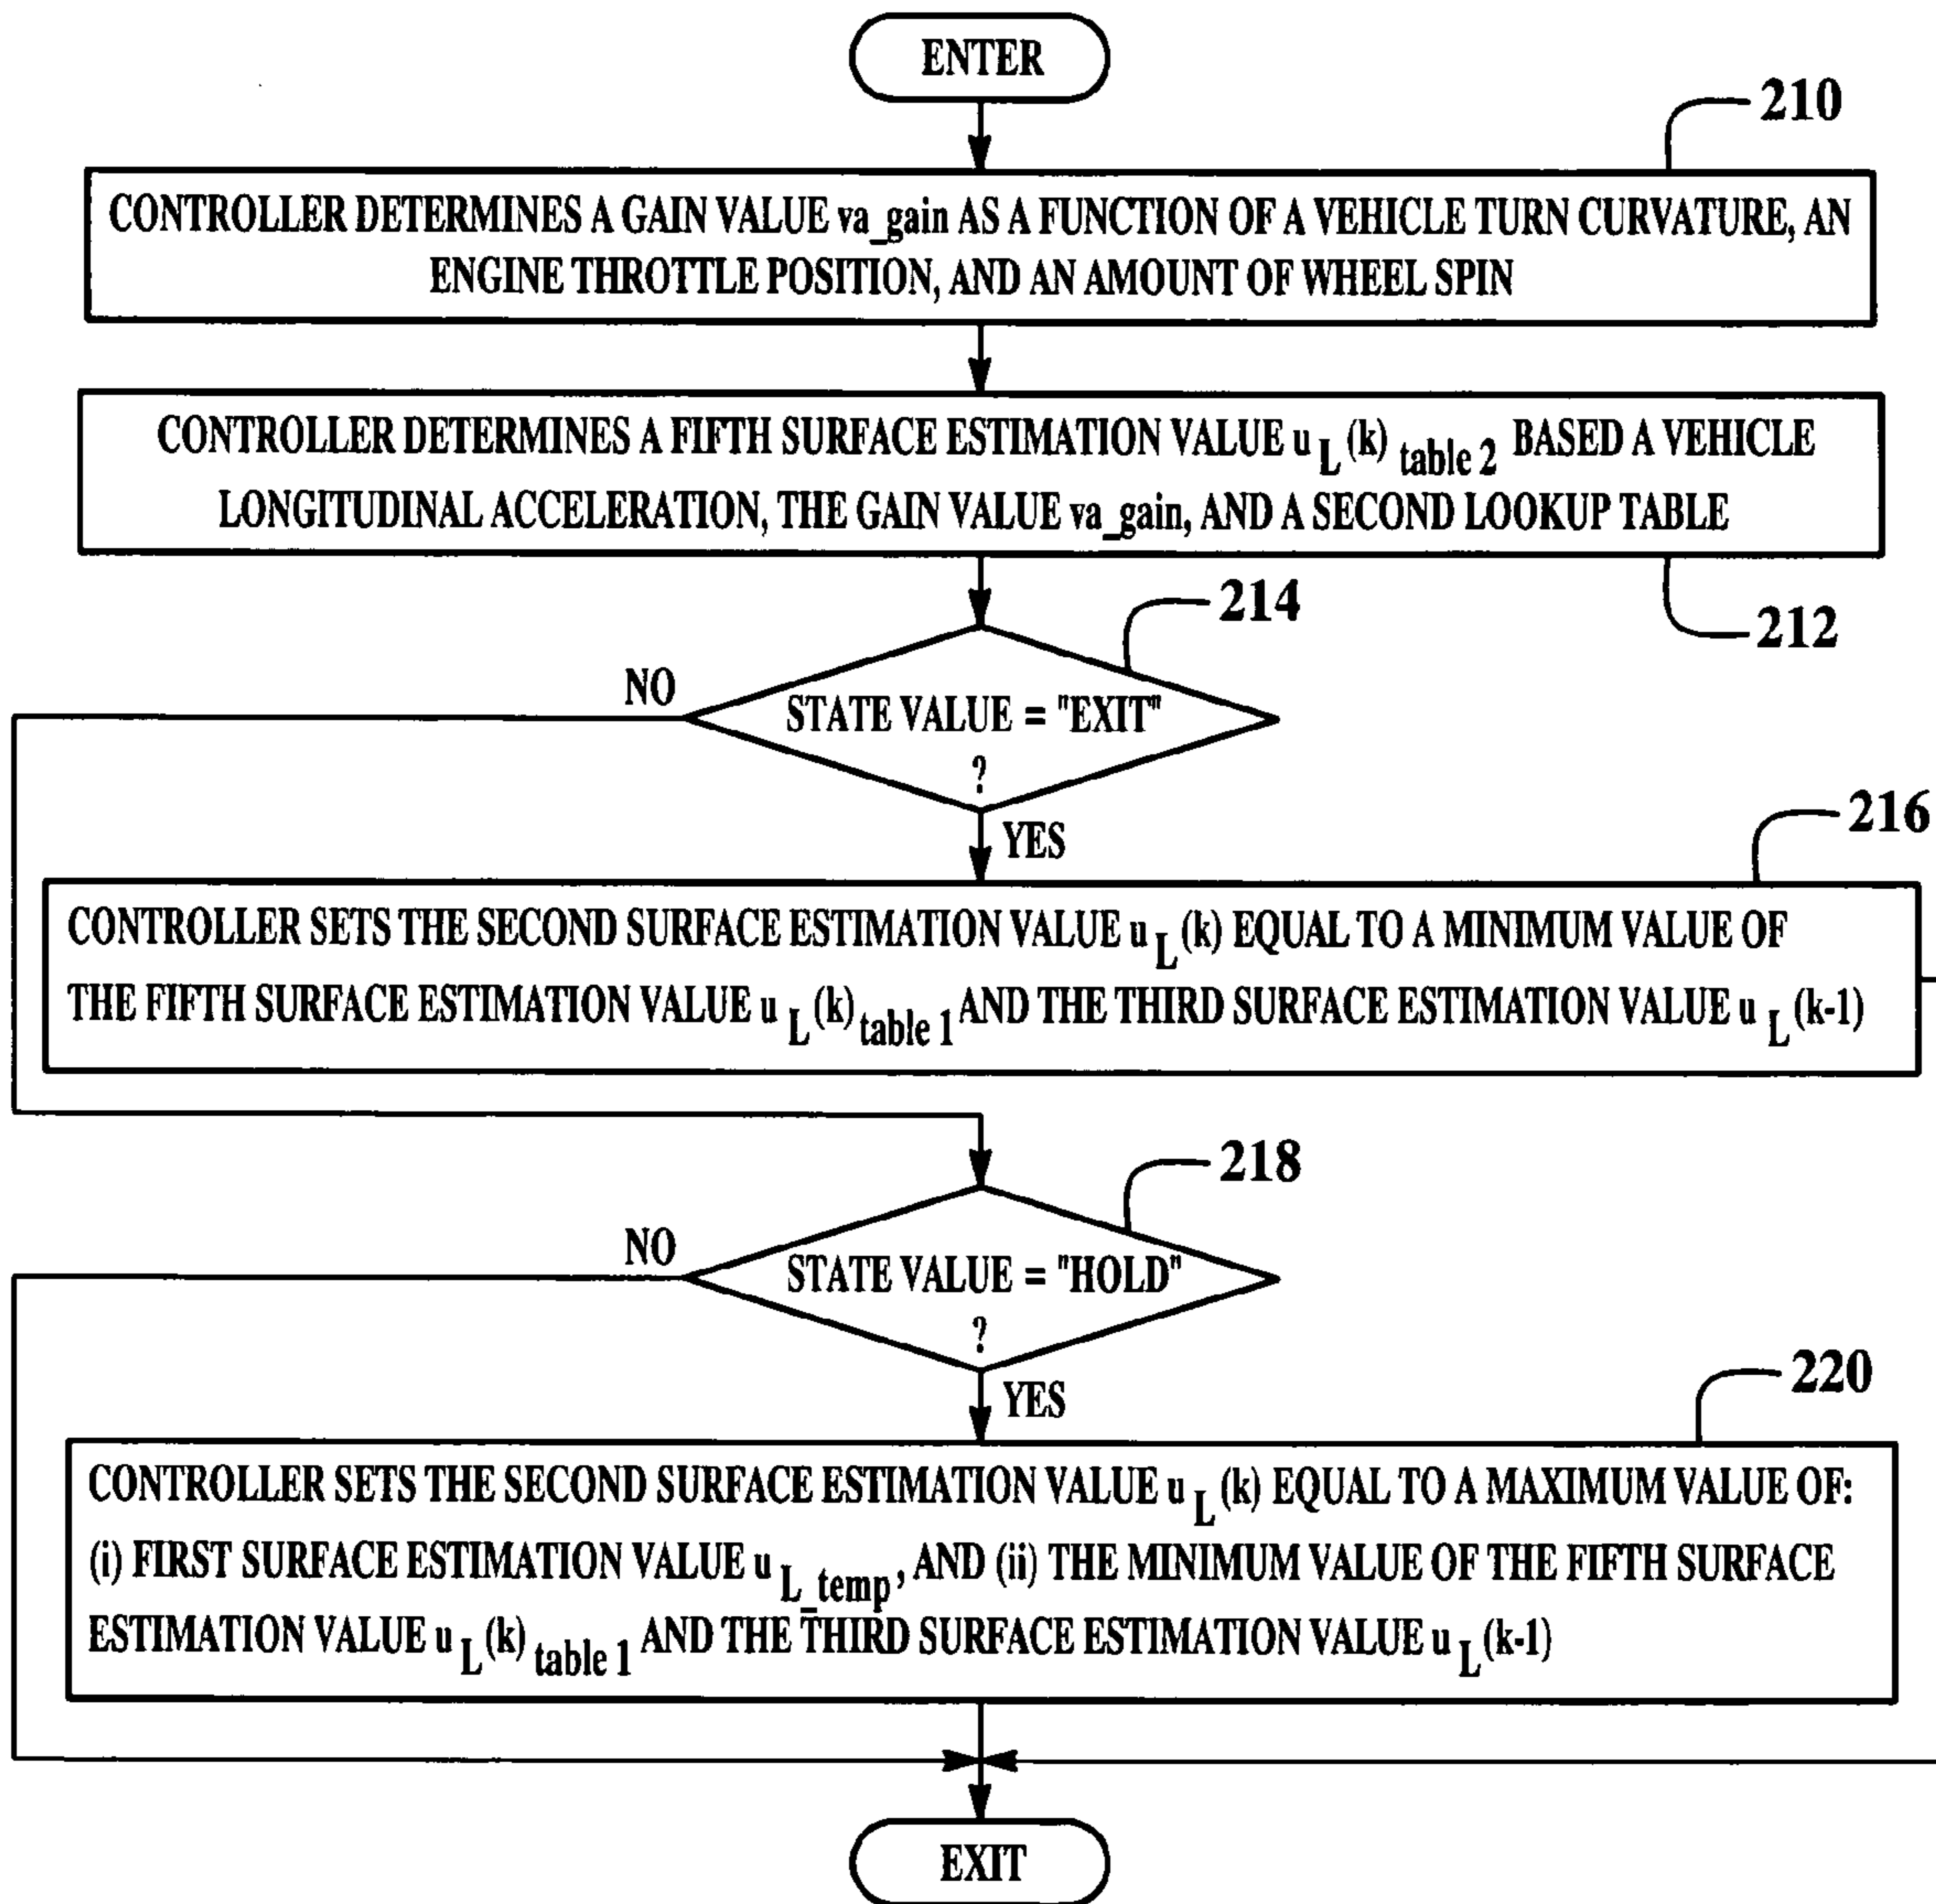 ENTER
210
CONTROLLER DETERMINES A GAIN VALUE va_gain AS A FUNCTION OF A VEHICLE TURN CURVATURE, AN
ENGINE THROTTLE POSITION, AND AN AMOUNT OF WHEEL SPIN
CONTROLLER DETERMINES A FIFTH SURFACE ESTIMATION VALUE u L (k) table 2 BASED A VEHICLE
LONGITUDINAL ACCELERATION, THE GAIN VALUE va_gain, AND A SECOND LOOKUP TABLE
212
214
NO
STATE VALUE = "EXIT"
?
YES
216
CONTROLLER SETS THE SECOND SURFACE ESTIMATION VALUE u L (k) EQUAL TO A MINIMUM VALUE OF
THE FIFTH SURFACE ESTIMATION VALUE u L (k) table 1 AND THE THIRD SURFACE ESTIMATION VALUE u L (k-1)
218
NO
STATE VALUE = "HOLD"
?
YES
220
CONTROLLER SETS THE SECOND SURFACE ESTIMATION VALUE u L (k) EQUAL TO A MAXIMUM VALUE OF:
(i) FIRST SURFACE ESTIMATION VALUE u L_temp, AND (ii) THE MINIMUM VALUE OF THE FIFTH SURFACE
ESTIMATION VALUE u L (k) table 1 AND THE THIRD SURFACE ESTIMATION VALUE u L (k-1)
EXIT